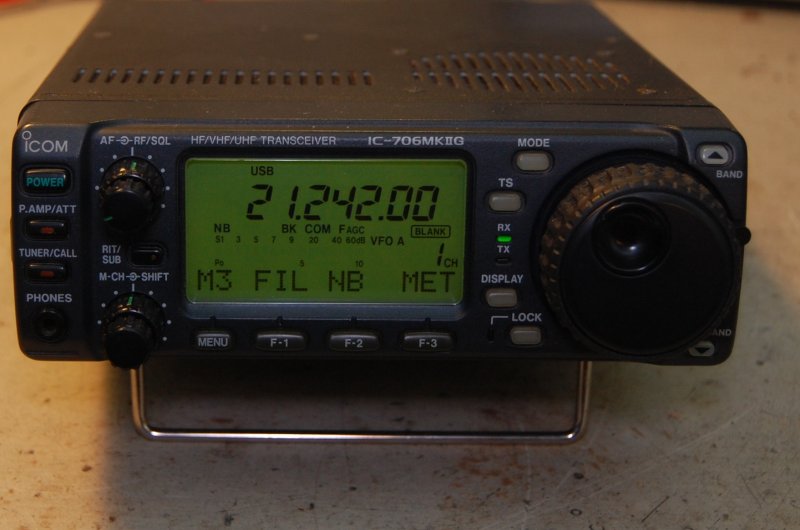 ICOM
AF RF/SQL
HF/VHF/UHF TRANSCEIVER
IC-706MKIIG
MODE
BAND
POWER
USB
21.242.00
TS
P.AMP/ATT
NB BK COM FAGC BLANK
S1 3 5 7 9 20 40 60dB VFO A
RX
TX
TUNER/CALL
RIT/
SUB
1 CH
Po 5 10
M-CH SHIFT
M3 FIL NB MET
DISPLAY
PHONES
LOCK
MENU F-1 F-2 F-3
BAND